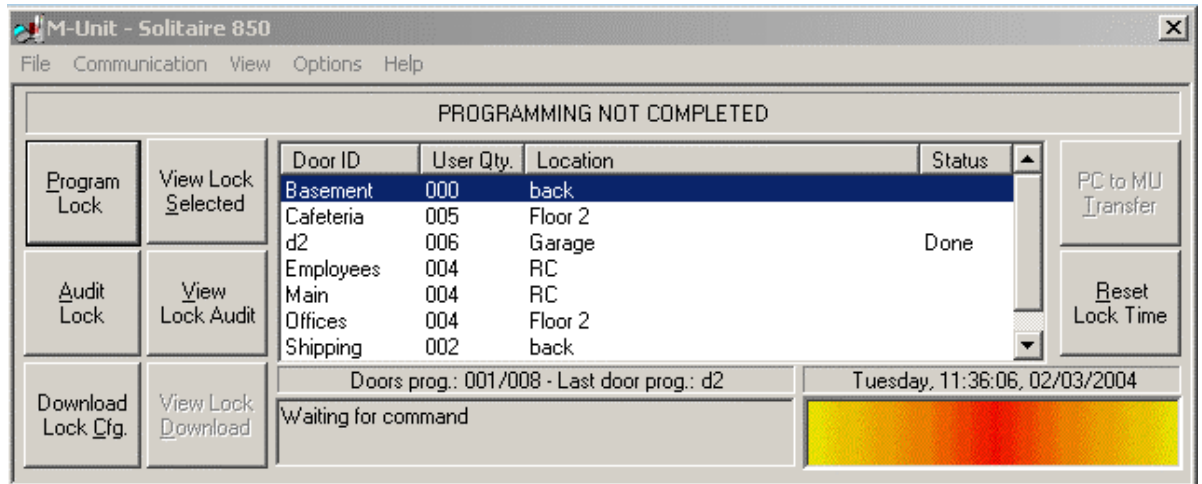 M-Unit - Solitaire 850
File Communication View Options Help
PROGRAMMING NOT COMPLETED
Program
Lock
View Lock
Selected
Audit
Lock
View
Lock Audit
Download
Lock Cfg.
View Lock
Download
Door ID User Qty. Location Status
Basement 000 back
Cafeteria 005 Floor 2
d2 006 Garage Done
Employees 004 RC
Main 004 RC
Offices 004 Floor 2
Shipping 002 back
PC to MU
Transfer
Reset
Lock Time
Doors prog.: 001/008 - Last door prog.: d2
Tuesday, 11:36:06, 02/03/2004
Waiting for command